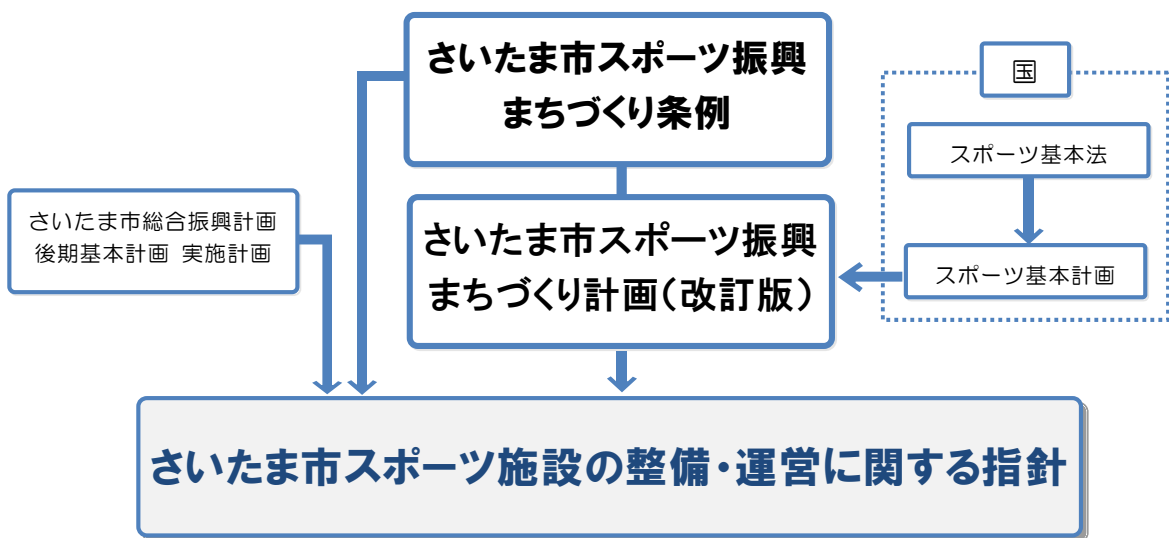 さいたま市スポーツ振興
まちづくり条例
国
スポーツ基本法
さいたま市総合振興計画
後期基本計画 実施計画
さいたま市スポーツ振興
まちづくり計画（改訂版）
スポーツ基本計画
さいたま市スポーツ施設の整備・運営に関する指針